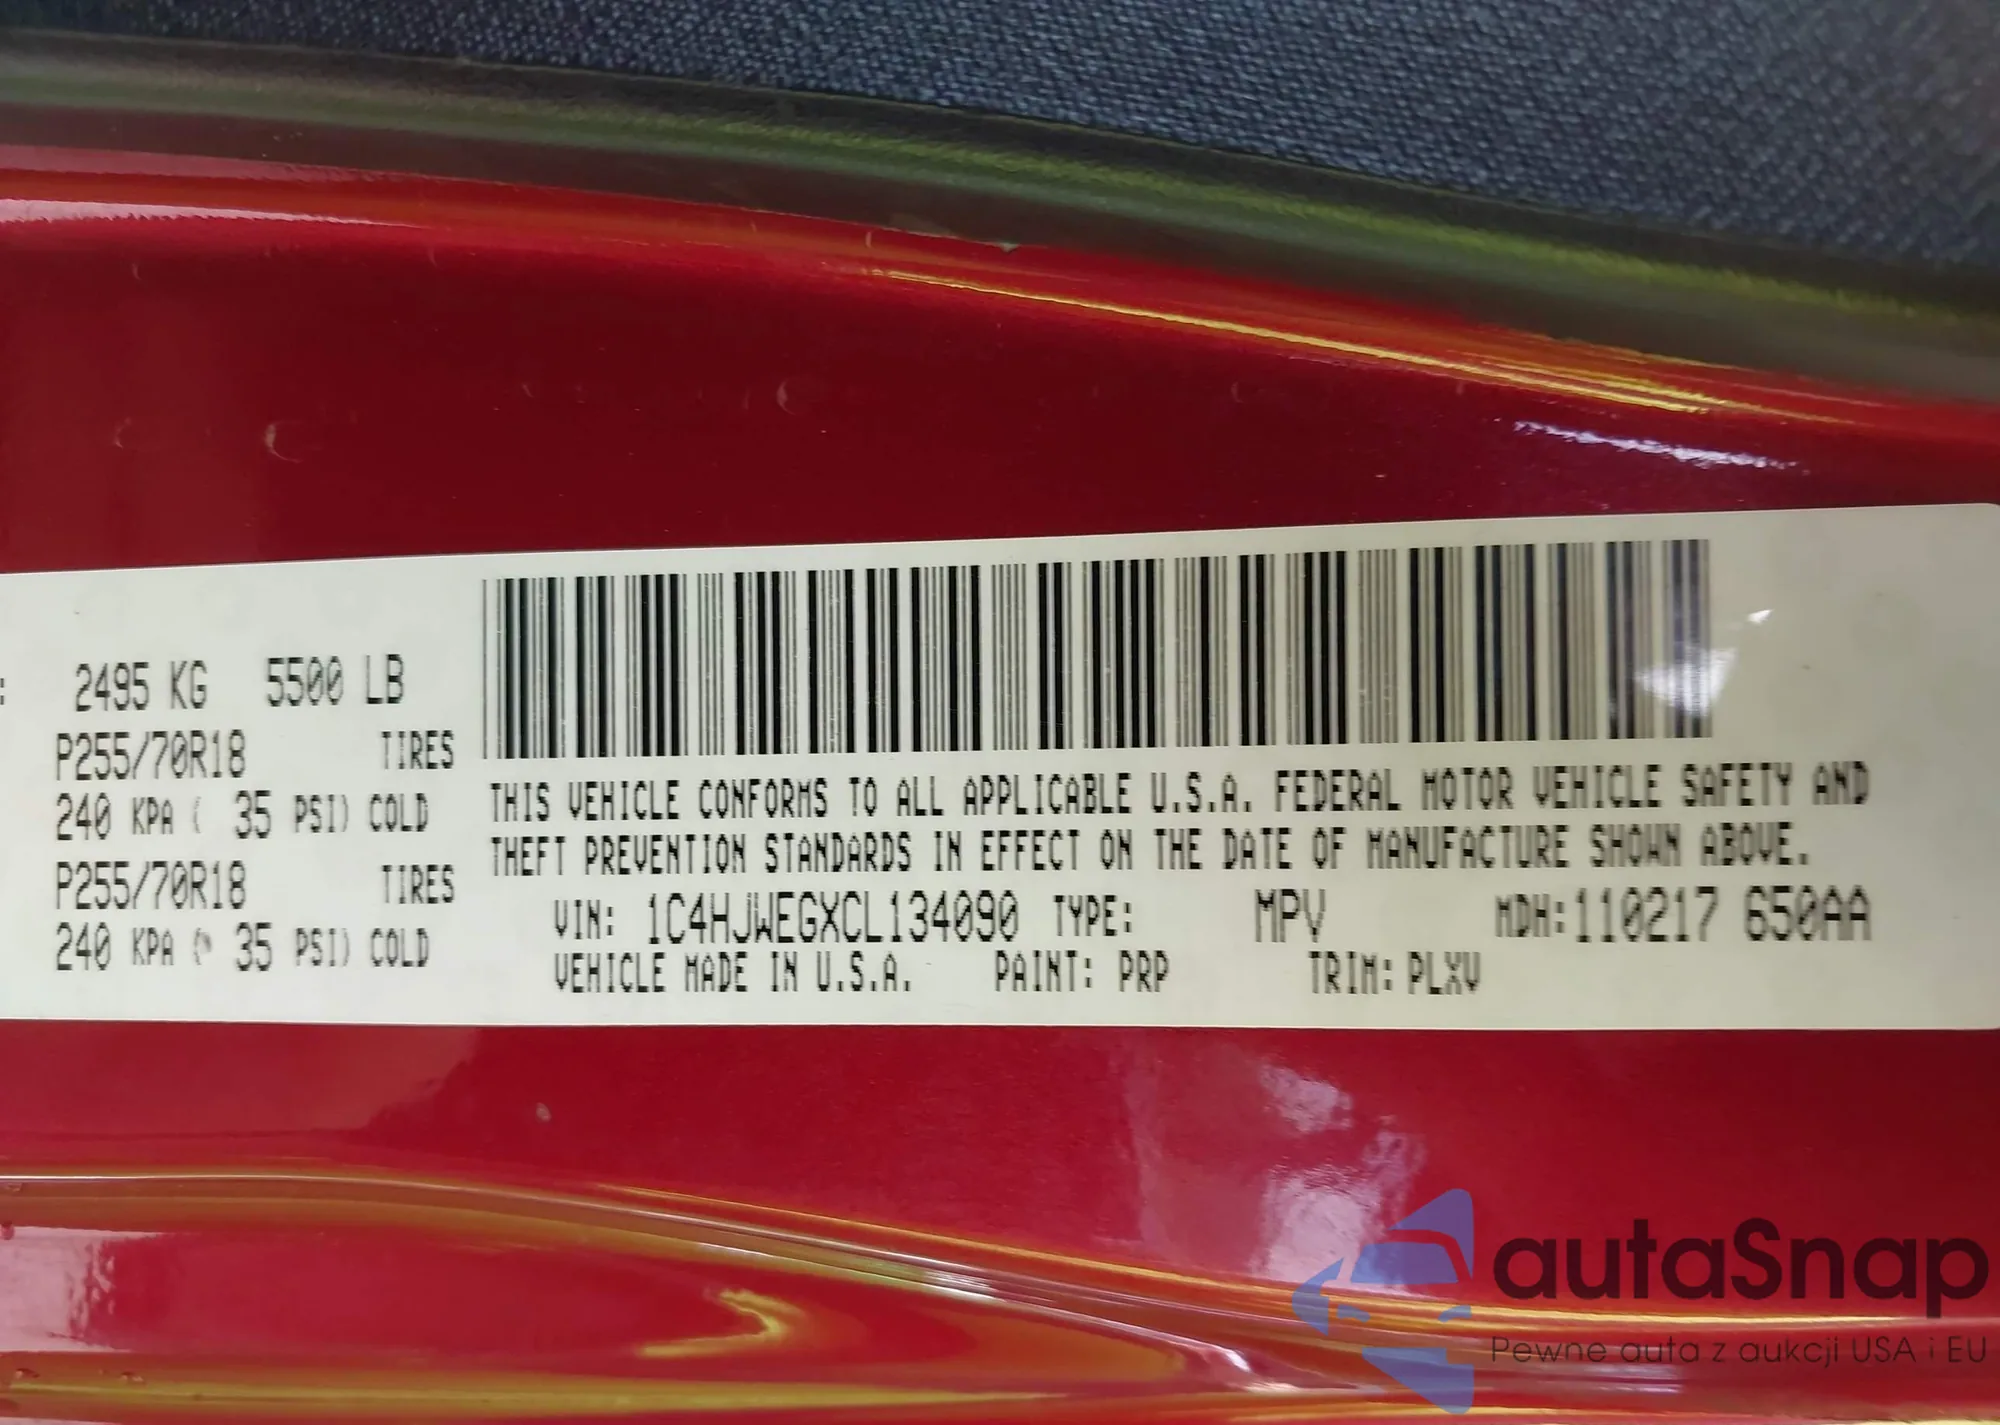 : 2495 KG 5500 LB
P255/70R18 TIRES
240 KPA ( 35 PSI) COLD
P255/70R18 TIRES
240 KPA ( 35 PSI) COLD
THIS VEHICLE CONFORMS TO ALL APPLICABLE U.S.A. FEDERAL MOTOR VEHICLE SAFETY AND
THEFT PREVENTION STANDARDS IN EFFECT ON THE DATE OF MANUFACTURE SHOWN ABOVE.
VIN: 1C4HJWEGXCL134090 TYPE: MPV MDH:110217 650AA
VEHICLE MADE IN U.S.A. PAINT: PRP TRIM: PLXV
autaSnap
Pewne auta z aukcji USA i EU